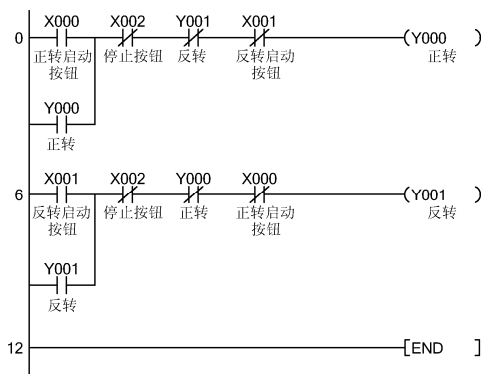 X000 X002 Y001 X001
0 (Y000 )
正转启动按钮 停止按钮 反转 反转启动按钮 正转
Y000
正转
X001 X002 Y000 X000
6 (Y001 )
反转启动按钮 停止按钮 正转 正转启动按钮 反转
Y001
反转
12 [END ]